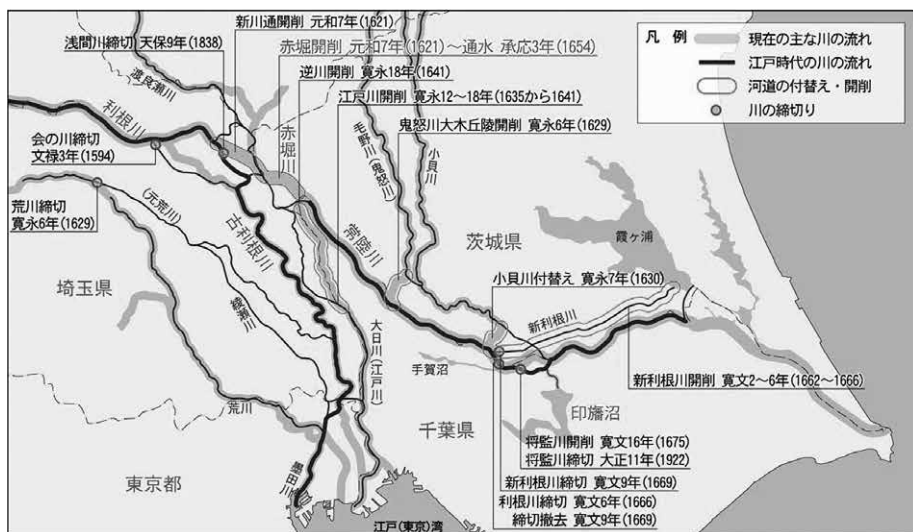 新川通開削 元和7年(1621)
浅間川締切 天保9年(1838)
赤堀開削 元和7年(1621)～通水 承応3年(1654)
逆川開削 寛永18年(1641)
江戸川開削 寛永12～18年(1635から1641)
鬼怒川大木丘陵開削 寛永6年(1629)
凡 例
現在の主な川の流れ
江戸時代の川の流れ
河道の付替え・開削
川の締切り
渡良瀬川
利根川
会の川締切
文禄3年(1594)
荒川締切
寛永6年(1629)
(元荒川)
古利根川
赤堀川
毛野川(鬼怒川)
小貝川
常陸川
茨城県
霞ヶ浦
埼玉県
綾瀬川
小貝川付替え 寛永7年(1630)
新利根川
大日川(江戸川)
手賀沼
新利根川開削 寛文2～6年(1662～1666)
荒川
千葉県
印旛沼
将監川開削 寛文16年(1675)
将監川締切 大正11年(1922)
東京都
墨田川
新利根川締切 寛文9年(1669)
利根川締切 寛文6年(1666)
締切撤去 寛文9年(1669)
江戸(東京)湾